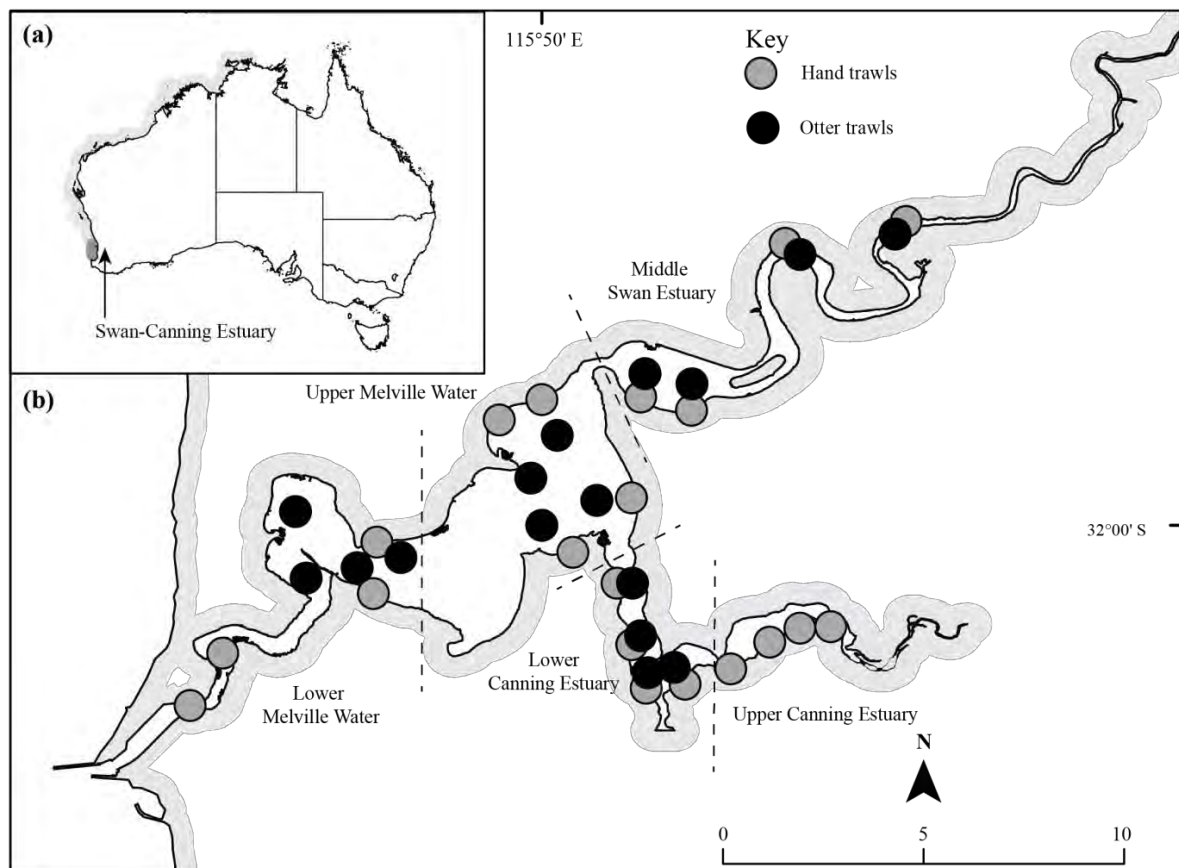 (a)
115°50' E
Key
Hand trawls
Otter trawls
Swan-Canning Estuary
Middle
Swan Estuary
(b)
Upper Melville Water
32°00' S
Lower
Melville Water
Lower
Canning Estuary
Upper Canning Estuary
N
0
5
10